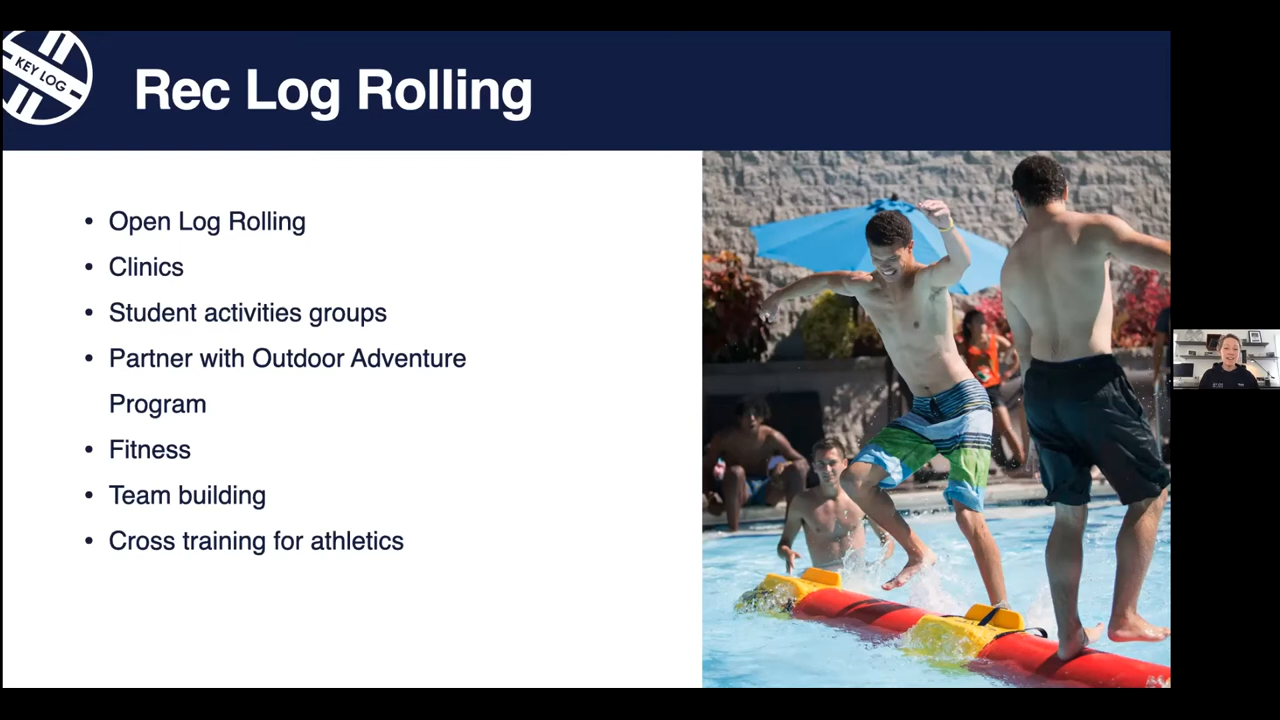 KEY LOG
Rec Log Rolling
• Open Log Rolling
• Clinics
• Student activities groups
• Partner with Outdoor Adventure
Program
• Fitness
• Team building
• Cross training for athletics